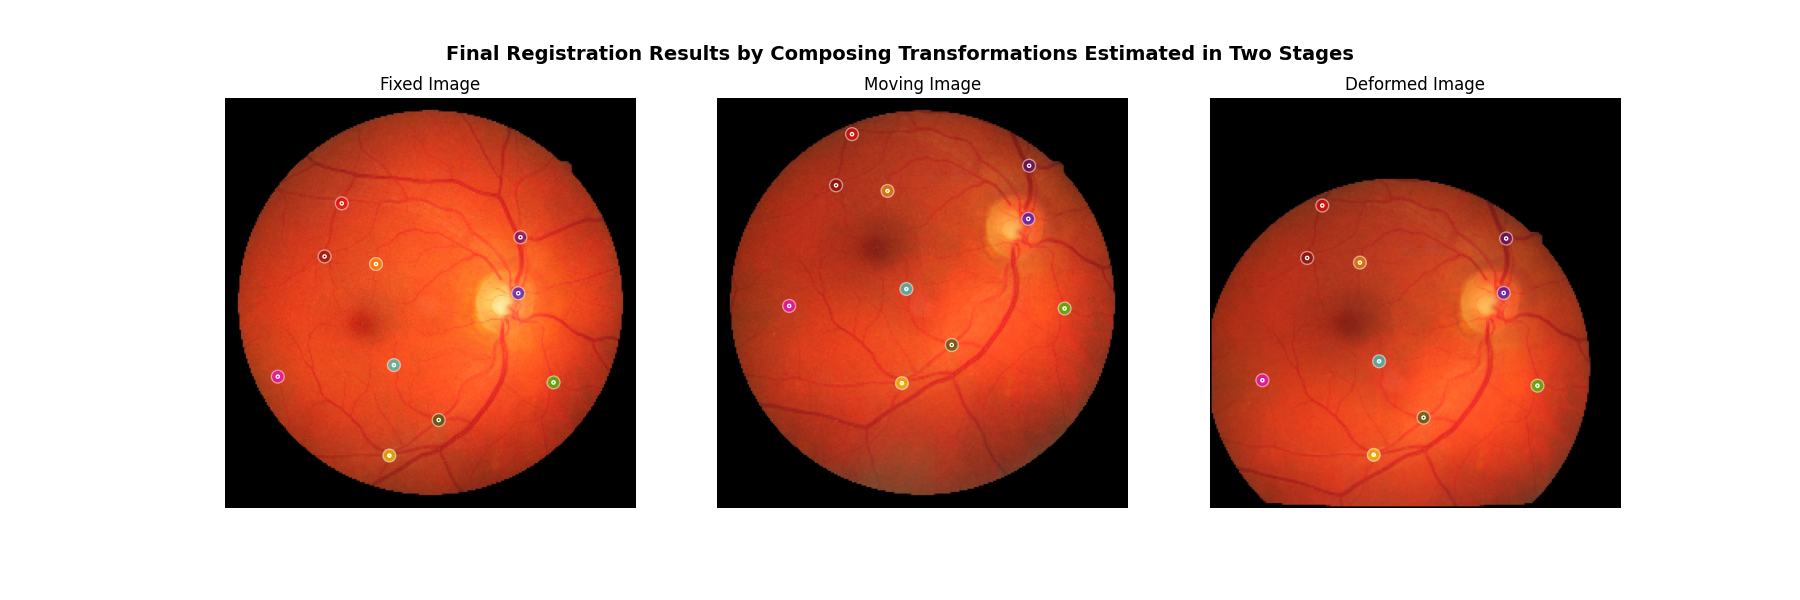 Final Registration Results by Composing Transformations Estimated in Two Stages
Fixed Image
Moving Image
Deformed Image